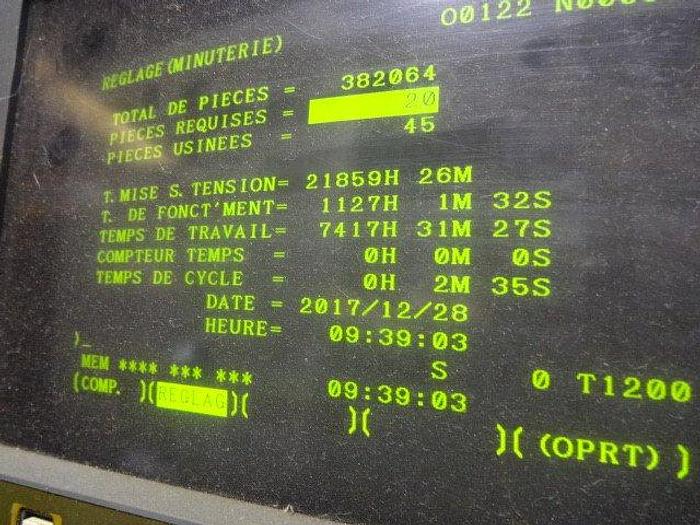 O0122
REGLAGE(MINUTERIE)
TOTAL DE PIECES = 382064
PIECES REQUISES = 20
PIECES USINEES = 45
T.MISE S.TENSION= 21859H 26M
T. DE FONCT'MENT= 1127H 1M 32S
TEMPS DE TRAVAIL= 7417H 31M 27S
COMPTEUR TEMPS = 0H 0M 0S
TEMPS DE CYCLE = 0H 2M 35S
DATE = 2017/12/28
HEURE= 09:39:03
)_
S 0 T1200
MEM **** *** *** 09:39:03
(COMP. )(REGLAG)( )( )( (OPRT) )